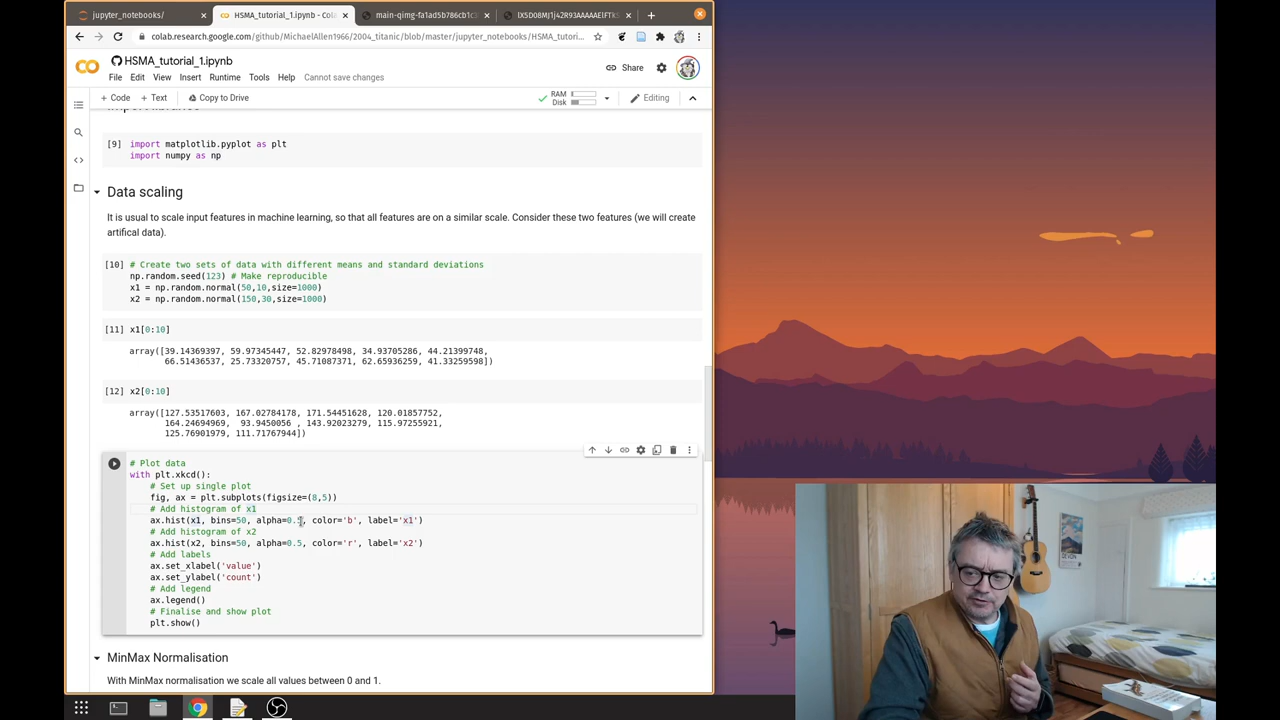 jupyter_notebooks/
HSMA_tutorial_1.ipynb - Cola
main-qimg-fa1ad5b786cb1c
colab.research.google.com/github/MichaelAllen1966/2004_titanic/blob/master/jupyter_notebooks/HSMA_tutori...
HSMA_tutorial_1.ipynb
Share
File Edit View Insert Runtime Tools Help Cannot save changes
+ Code + Text Copy to Drive
RAM
Disk
Editing
[9] import matplotlib.pyplot as plt
import numpy as np
Data scaling
It is usual to scale input features in machine learning, so that all features are on a similar scale. Consider these two features (we will create
artifical data).
[10] # Create two sets of data with different means and standard deviations
np.random.seed(123) # Make reproducible
x1 = np.random.normal(50,10,size=1000)
x2 = np.random.normal(150,30,size=1000)
[11] x1[0:10]
array([39.14369397, 59.97345447, 52.82978498, 34.93705286, 44.21399748,
66.51436537, 25.73320757, 45.71087371, 62.65936259, 41.33259598])
[12] x2[0:10]
array([127.53517603, 167.02784178, 171.54451628, 120.01857752,
164.24694969, 93.9450056 , 143.92023279, 115.97255921,
125.76901979, 111.71767944])
# Plot data
with plt.xkcd():
# Set up single plot
fig, ax = plt.subplots(figsize=(8,5))
# Add histogram of x1
ax.hist(x1, bins=50, alpha=0.5, color='b', label='x1')
# Add histogram of x2
ax.hist(x2, bins=50, alpha=0.5, color='r', label='x2')
# Add labels
ax.set_xlabel('value')
ax.set_ylabel('count')
# Add legend
ax.legend()
# Finalise and show plot
plt.show()
MinMax Normalisation
With MinMax normalisation we scale all values between 0 and 1.